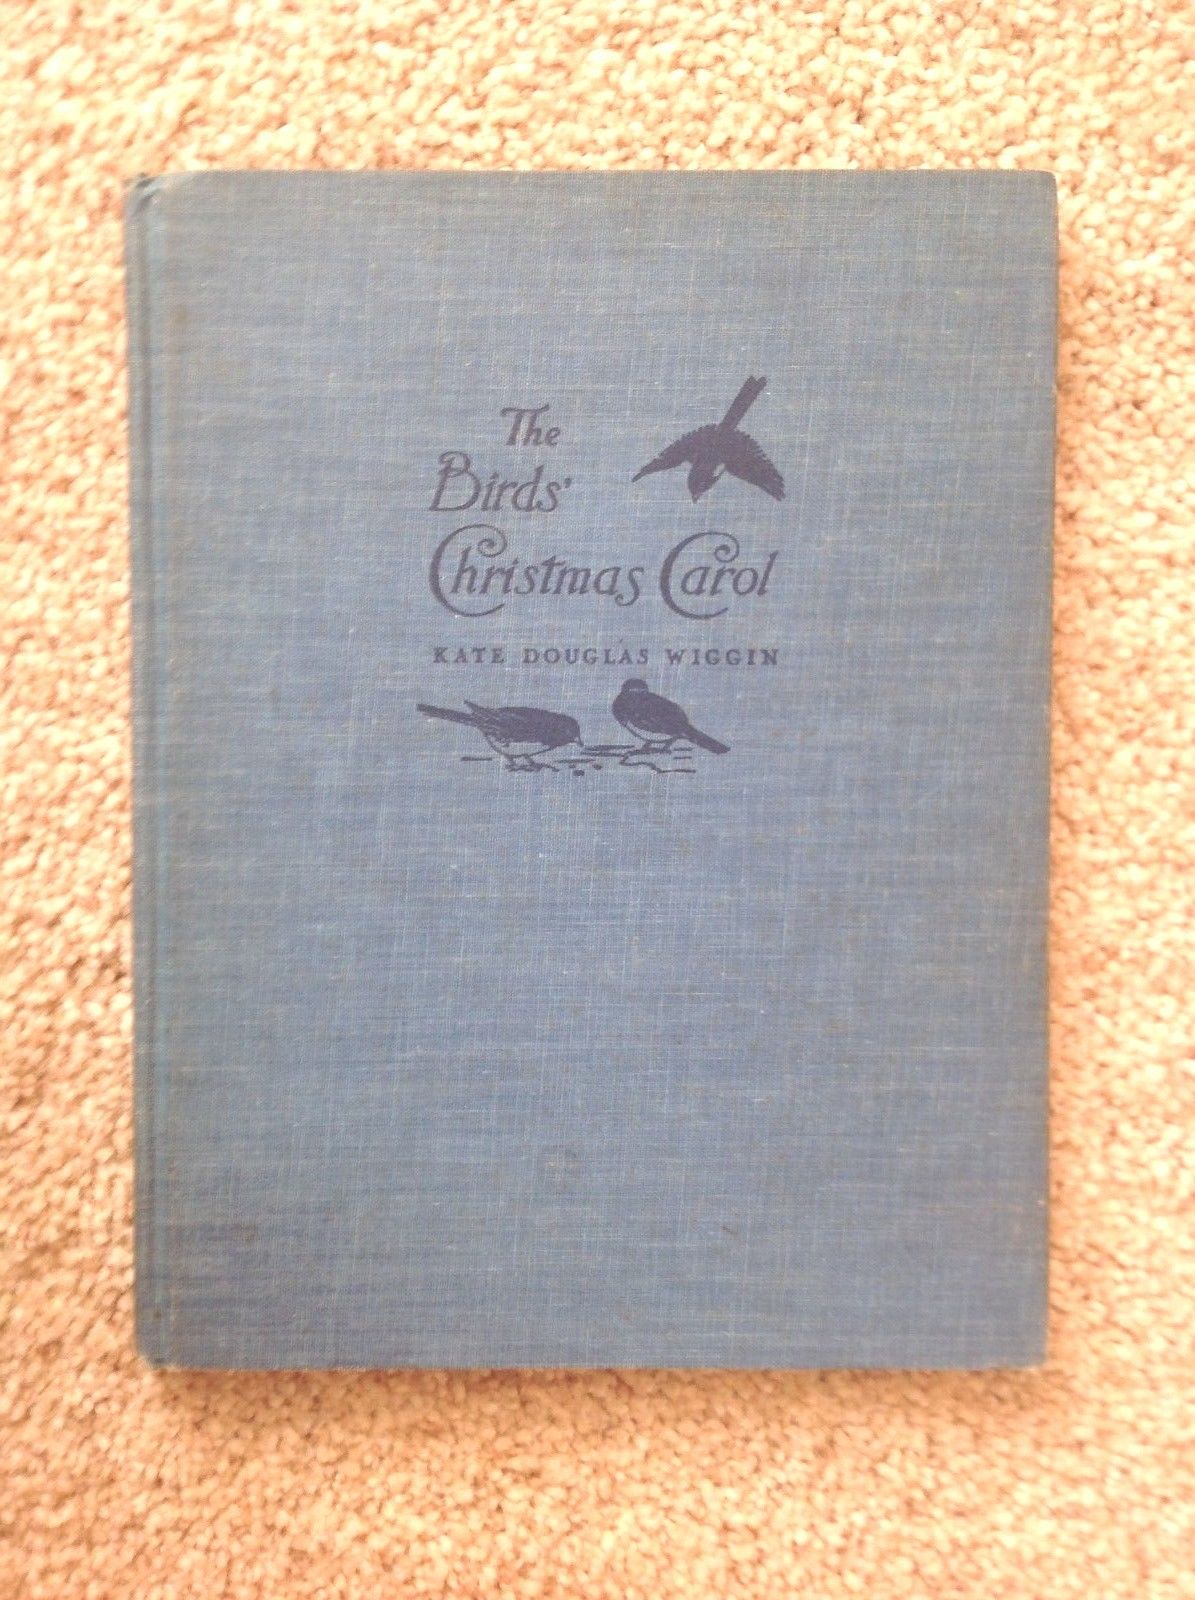 The
Birds'
Christmas Carol
KATE DOUGLAS WIGGIN